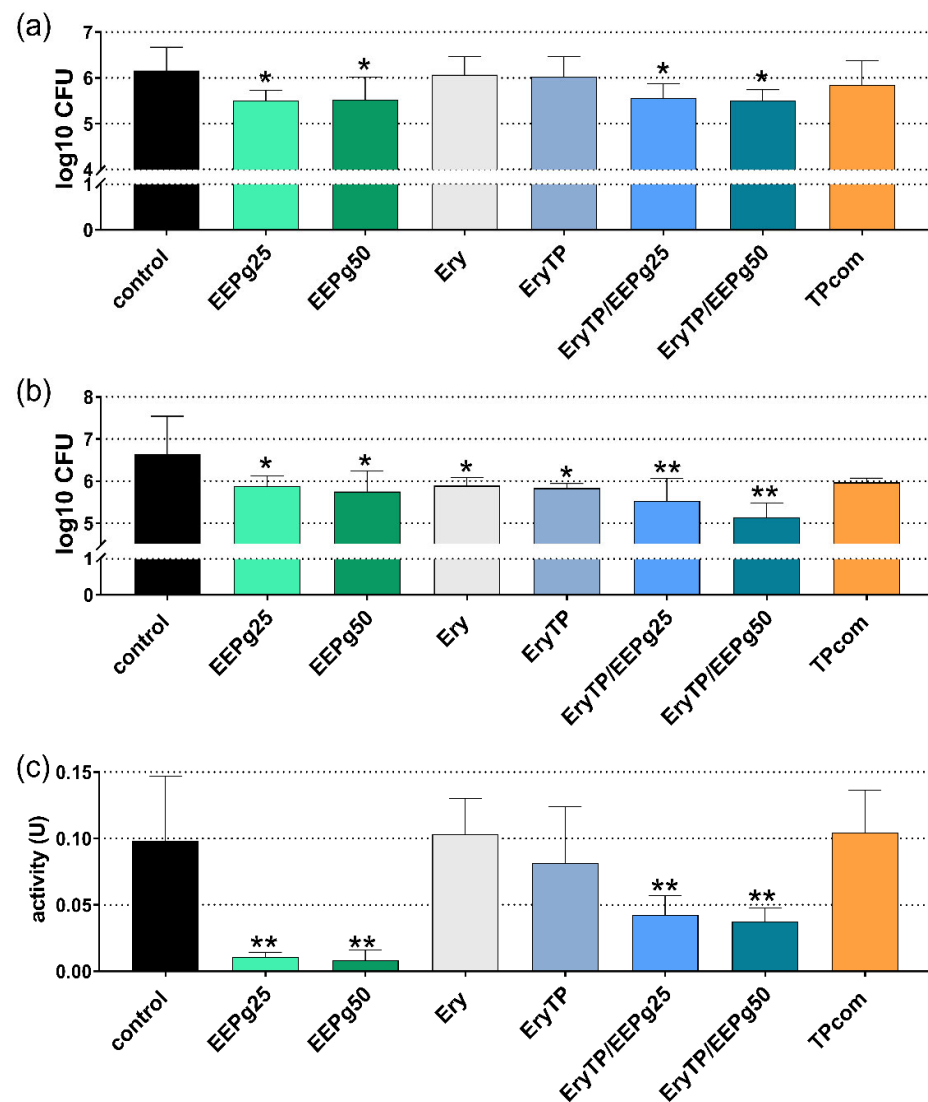 (a)
log10 CFU
7
6
5
4
1
0
* * * *
control EEPg25 EEPg50 Ery EryTP EryTP/EEPg25 EryTP/EEPg50 TPcom
(b)
log10 CFU
8
7
6
5
1
0
* * * * ** **
control EEPg25 EEPg50 Ery EryTP EryTP/EEPg25 EryTP/EEPg50 TPcom
(c)
activity (U)
0.15
0.10
0.05
0.00
** ** ** **
control EEPg25 EEPg50 Ery EryTP EryTP/EEPg25 EryTP/EEPg50 TPcom